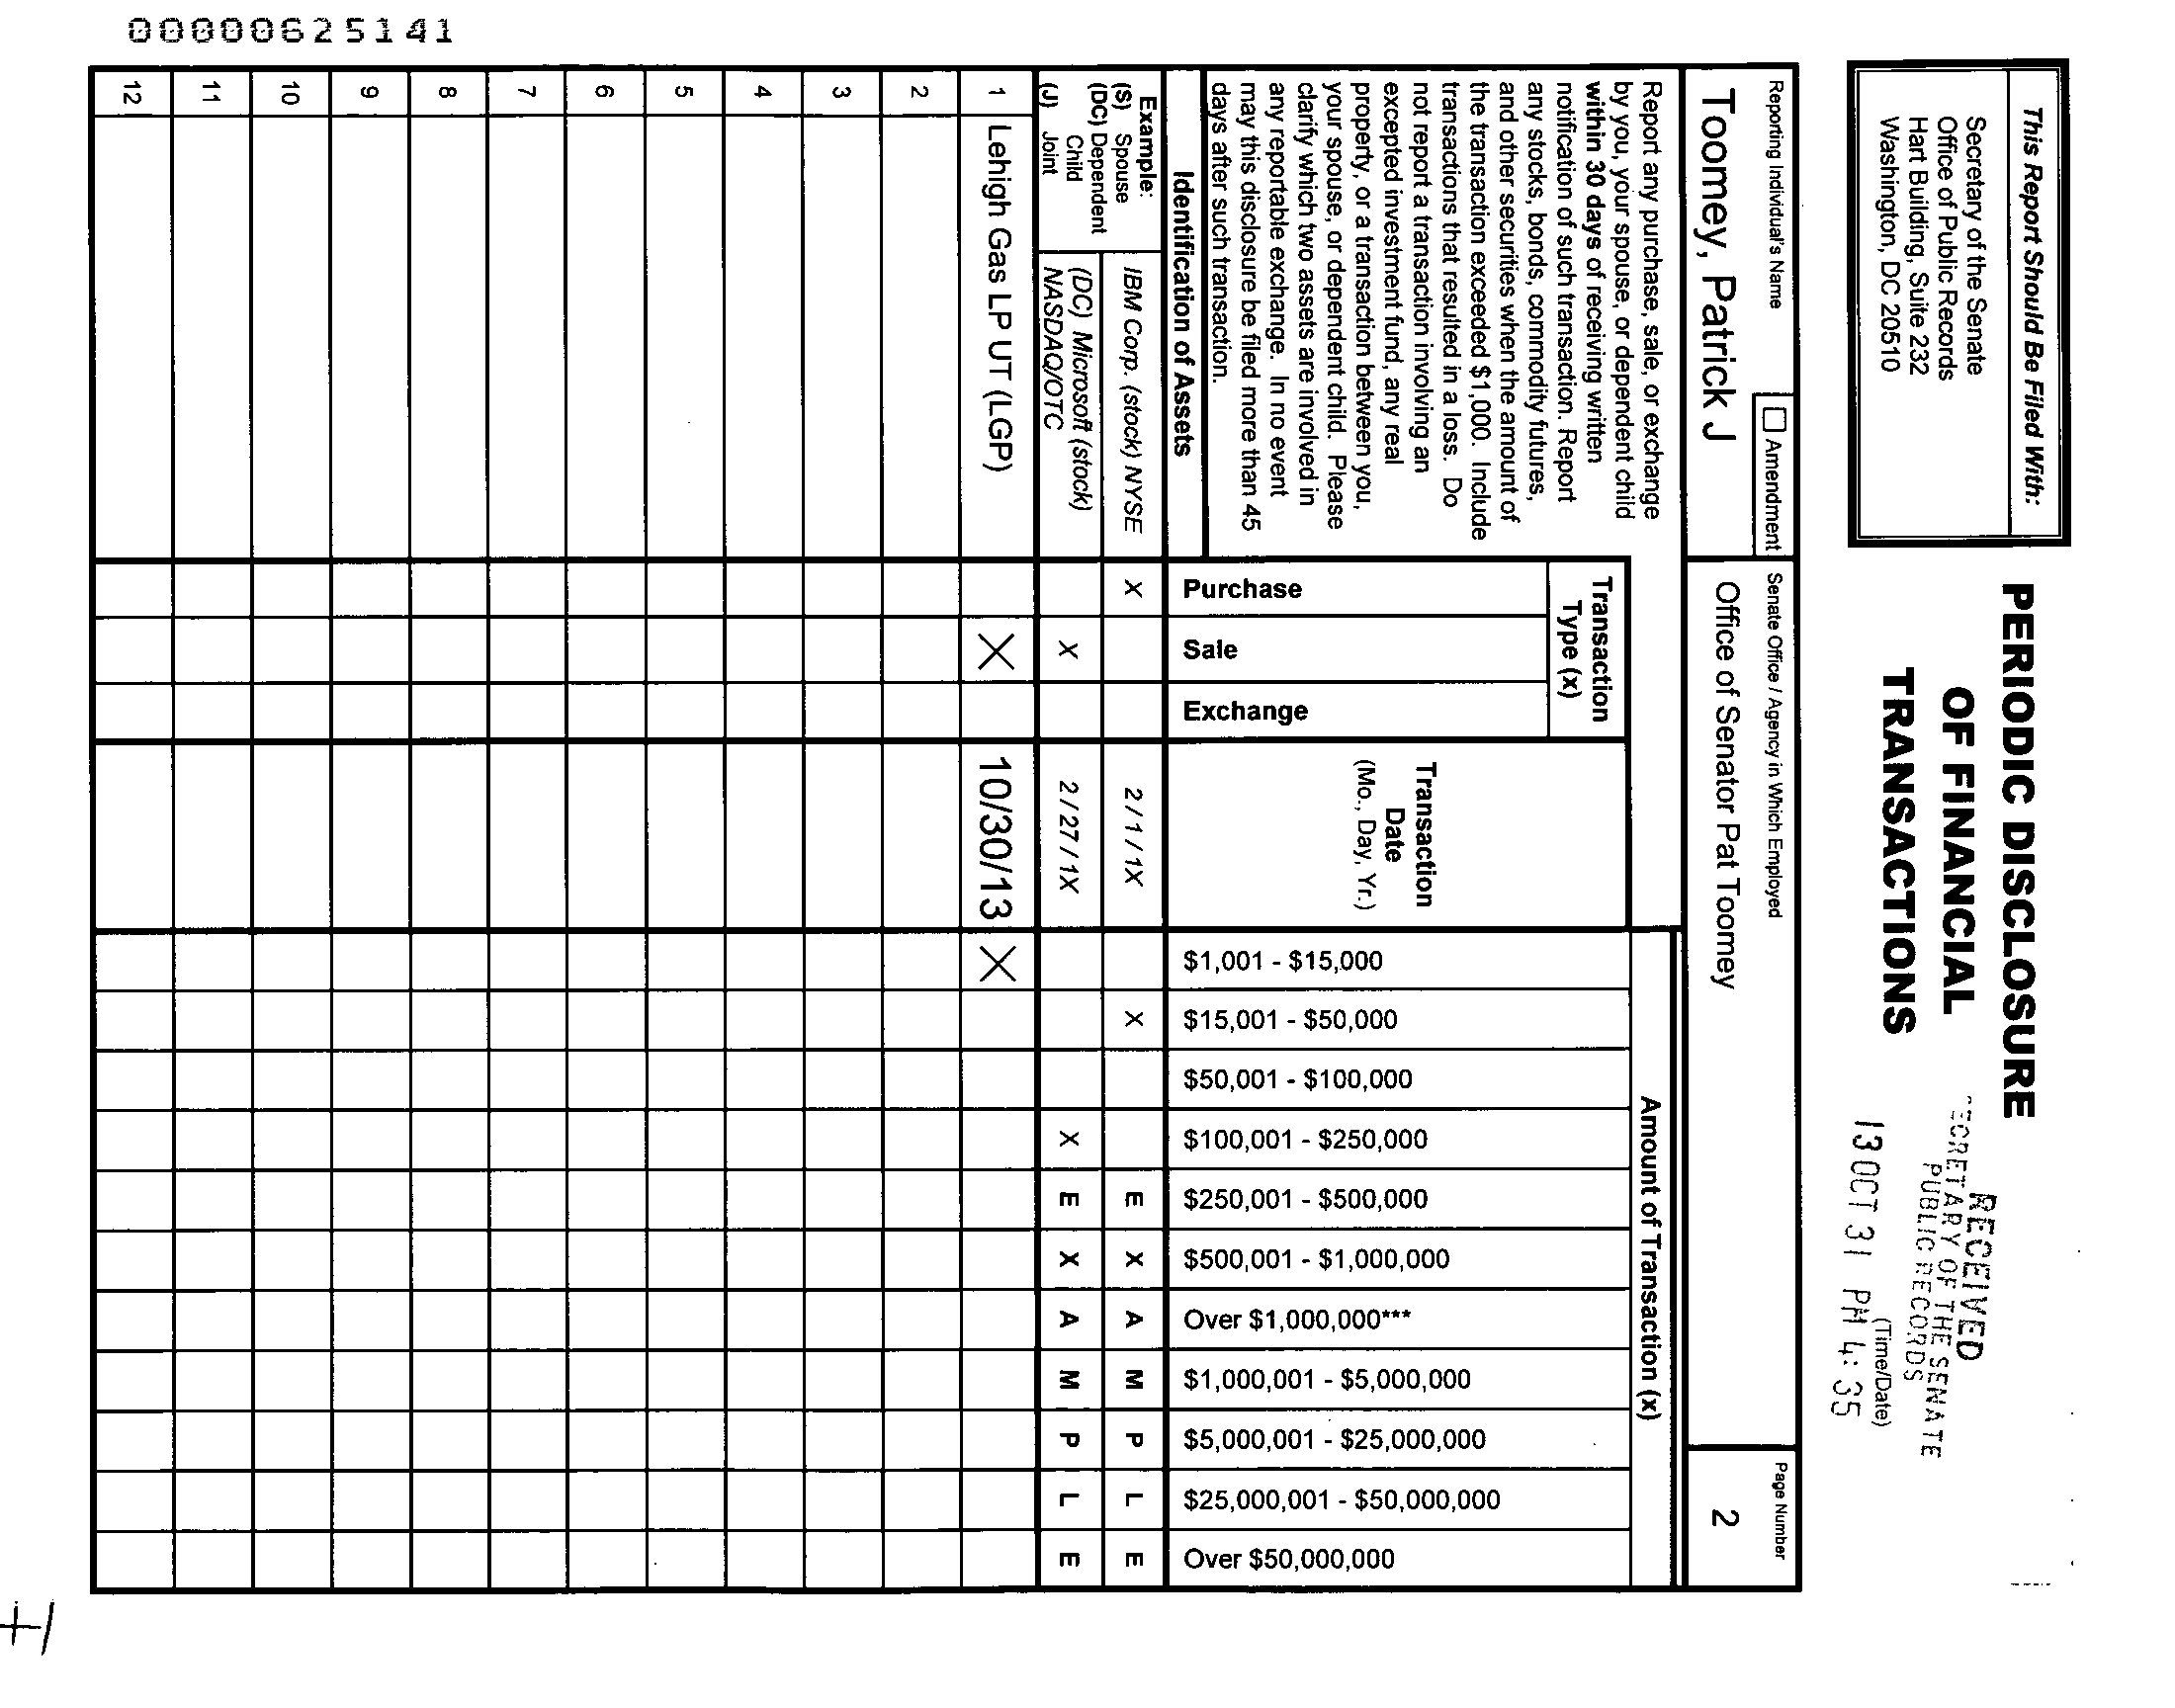 00000625141
This Report Should Be Filed With:
Secretary of the Senate
Office of Public Records
Hart Building, Suite 232
Washington, DC 20510
PERIODIC DISCLOSURE
OF FINANCIAL
TRANSACTIONS
RECEIVED
SECRETARY OF THE SENATE
PUBLIC RECORDS
(Time/Date)
13 OCT 31 PM 4: 35
Reporting Individual's Name
Amendment
Toomey, Patrick J
Senate Office / Agency in Which Employed
Office of Senator Pat Toomey
Page Number
2
Report any purchase, sale, or exchange
by you, your spouse, or dependent child
within 30 days of receiving written
notification of such transaction. Report
any stocks, bonds, commodity futures,
and other securities when the amount of
the transaction exceeded $1,000. Include
transactions that resulted in a loss. Do
not report a transaction involving an
excepted investment fund, any real
property, or a transaction between you,
your spouse, or dependent child. Please
clarify which two assets are involved in
any reportable exchange. In no event
may this disclosure be filed more than 45
days after such transaction.
Identification of Assets
Transaction
Type (x)
Purchase
Sale
Exchange
Transaction
Date
(Mo., Day, Yr.)
Amount of Transaction (x)
$1,001 - $15,000
$15,001 - $50,000
$50,001 - $100,000
$100,001 - $250,000
$250,001 - $500,000
$500,001 - $1,000,000
Over $1,000,000***
$1,000,001 - $5,000,000
$5,000,001 - $25,000,000
$25,000,001 - $50,000,000
Over $50,000,000
Example:
(S) Spouse
(DC) Dependent
Child
(J) Joint
IBM Corp. (stock) NYSE X 2/1/1X X E X A M P L E
(DC) Microsoft (stock)
NASDAQ/OTC X 2/27/1X X E X A M P L E
1 Lehigh Gas LP UT (LGP) X 10/30/13 X
2
3
4
5
6
7
8
9
10
11
12